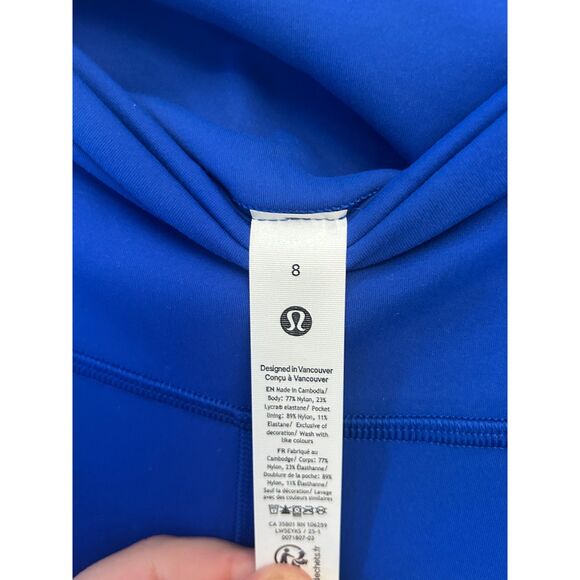 8
Designed in Vancouver
Conçu à Vancouver
EN Made in Cambodia/
Body: 77% Nylon, 23%
Lycra® elastane/ Pocket
lining: 89% Nylon, 11%
Elastane/ Exclusive of
decoration/ Wash with
like colours
FR Fabriqué au
Cambodge/ Corps: 77%
Nylon, 23% Élasthanne/
Doublure de la poche: 89%
Nylon, 11% Élasthanne/
Sauf la décoration/ Lavage
avec des couleurs similaires
CA 35801 RN 106259
LW5EYKS / 25-1
0071807-03